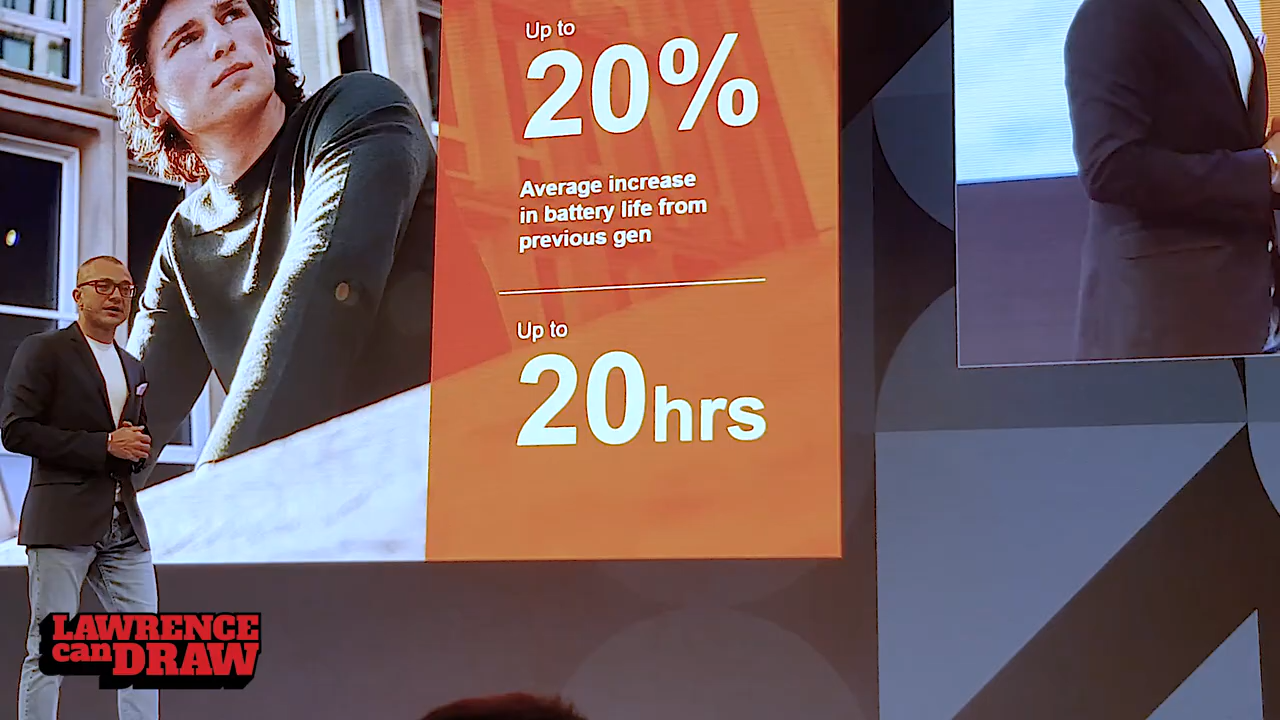 Up to
20%
Average increase
in battery life from
previous gen
Up to
20hrs
LAWRENCE
can DRAW